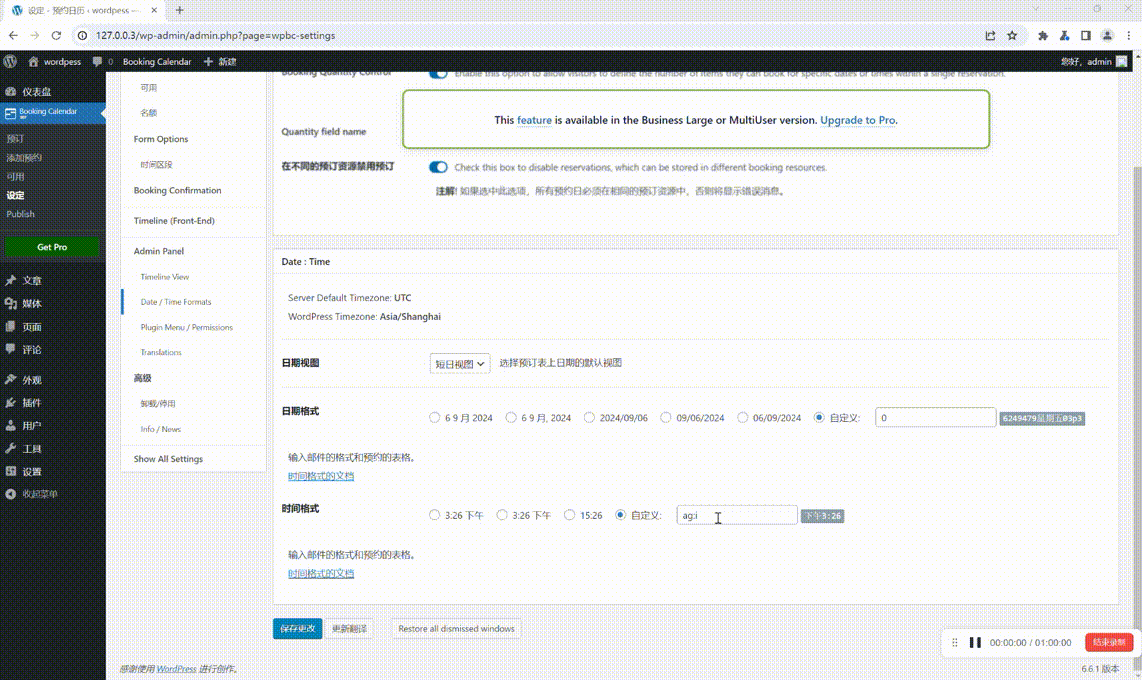 设定 ‹ 预约日历 ‹ wordpess —
127.0.0.3/wp-admin/admin.php?page=wpbc-settings
wordpess 0 Booking Calendar 新建 您好，admin
仪表盘
Booking Calendar
预订
添加预约
可用
设定
Publish
Get Pro
文章
媒体
页面
评论
外观
插件
用户
工具
设置
收起菜单
可用
名额
Form Options
时间区段
Booking Confirmation
Timeline (Front-End)
Admin Panel
Timeline View
Date / Time Formats
Plugin Menu / Permissions
Translations
高级
卸载/停用
Info / News
Show All Settings
Booking Quantity Control Enable this option to allow visitors to define the number of items they can book for specific dates or times within a single reservation.
This feature is available in the Business Large or MultiUser version. Upgrade to Pro.
Quantity field name
在不同的预订资源禁用预订 Check this box to disable reservations, which can be stored in different booking resources.
注解! 如果选中此选项，所有预约日必须在相同的预订资源中，否则将显示错误消息。
Date : Time
Server Default Timezone: UTC
WordPress Timezone: Asia/Shanghai
日期视图 短日视图 选择预订表上日期的默认视图
日期格式 6 9 月 2024 6 9 月, 2024 2024/09/06 09/06/2024 06/09/2024 自定义: 0 6249479星期五03p3
输入邮件的格式和预约的表格。
时间格式的文档
时间格式 3:26 下午 3:26 下午 15:26 自定义: ag:i 下午3:26
输入邮件的格式和预约的表格。
时间格式的文档
保存更改 更新翻译 Restore all dismissed windows
00:00:00 / 01:00:00 结束录制
感谢使用 WordPress 进行创作。 6.6.1 版本